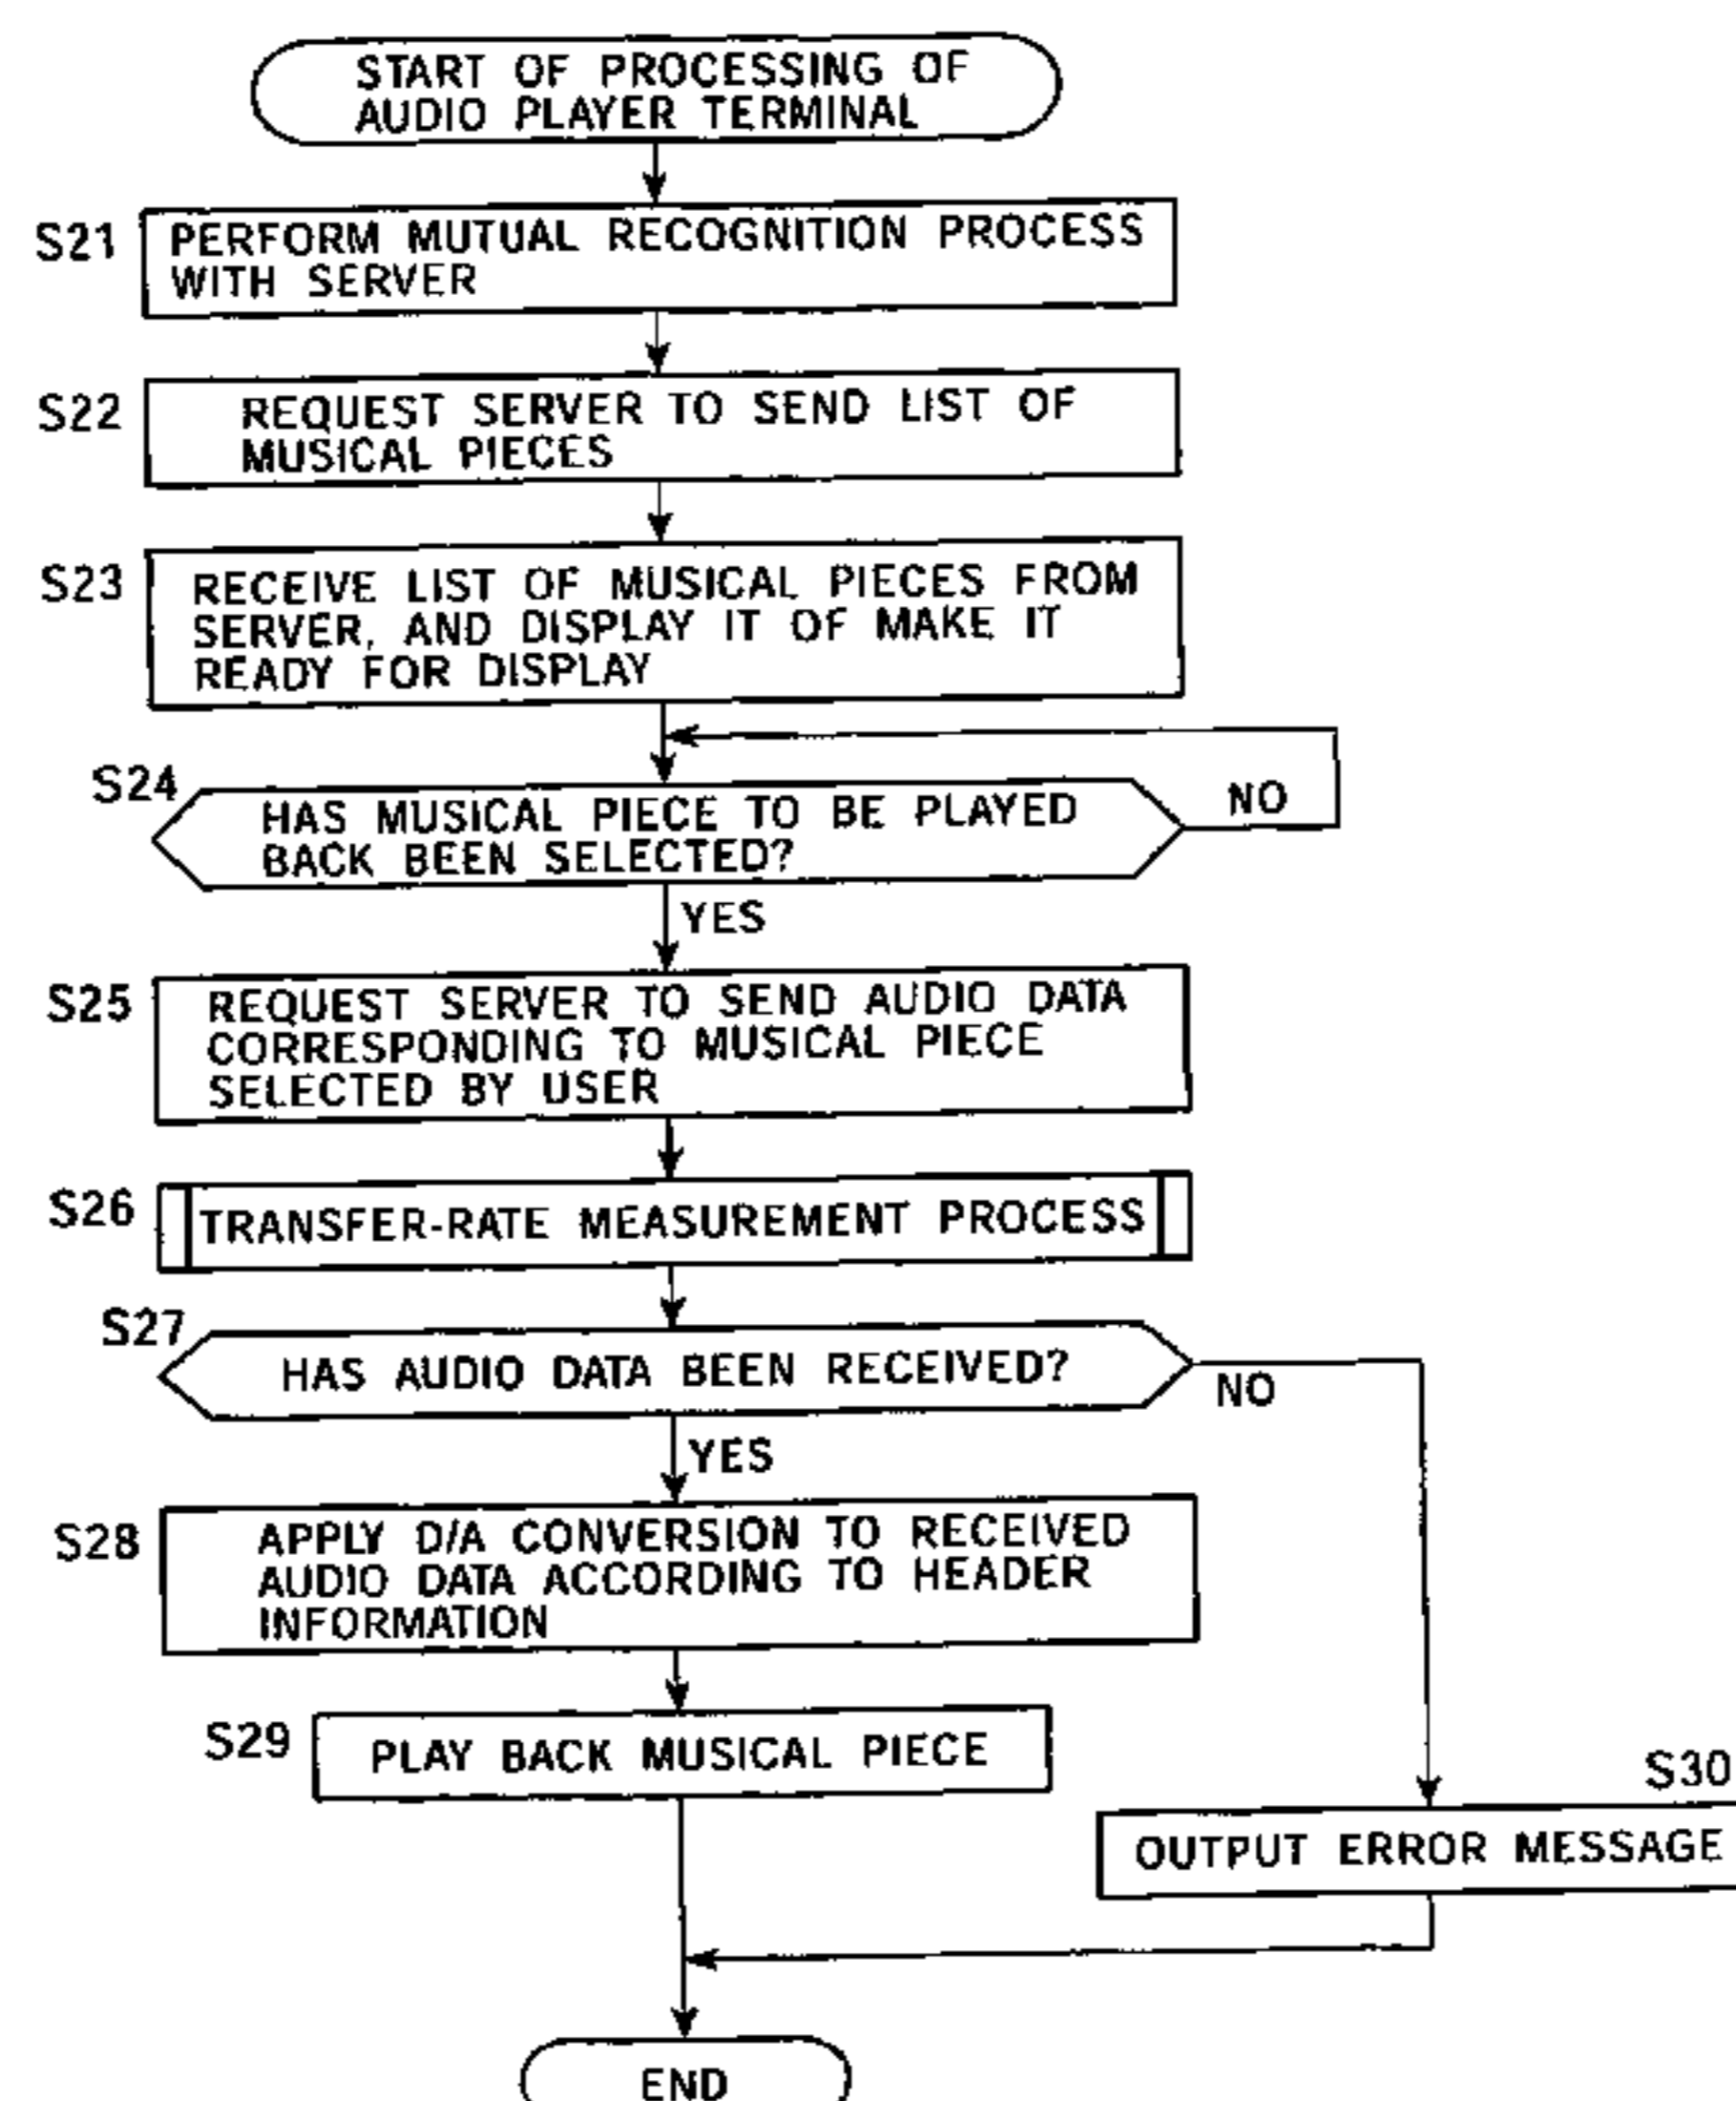 START OF PROCESSING OF
AUDIO PLAYER TERMINAL
S21
PERFORM MUTUAL RECOGNITION PROCESS
WITH SERVER
S22
REQUEST SERVER TO SEND LIST OF
MUSICAL PIECES
S23
RECEIVE LIST OF MUSICAL PIECES FROM
SERVER, AND DISPLAY IT OF MAKE IT
READY FOR DISPLAY
S24
HAS MUSICAL PIECE TO BE PLAYED
BACK BEEN SELECTED?
NO
YES
S25
REQUEST SERVER TO SEND AUDIO DATA
CORRESPONDING TO MUSICAL PIECE
SELECTED BY USER
S26
TRANSFER-RATE MEASUREMENT PROCESS
S27
HAS AUDIO DATA BEEN RECEIVED?
NO
YES
S28
APPLY D/A CONVERSION TO RECEIVED
AUDIO DATA ACCORDING TO HEADER
INFORMATION
S29
PLAY BACK MUSICAL PIECE
S30
OUTPUT ERROR MESSAGE
END